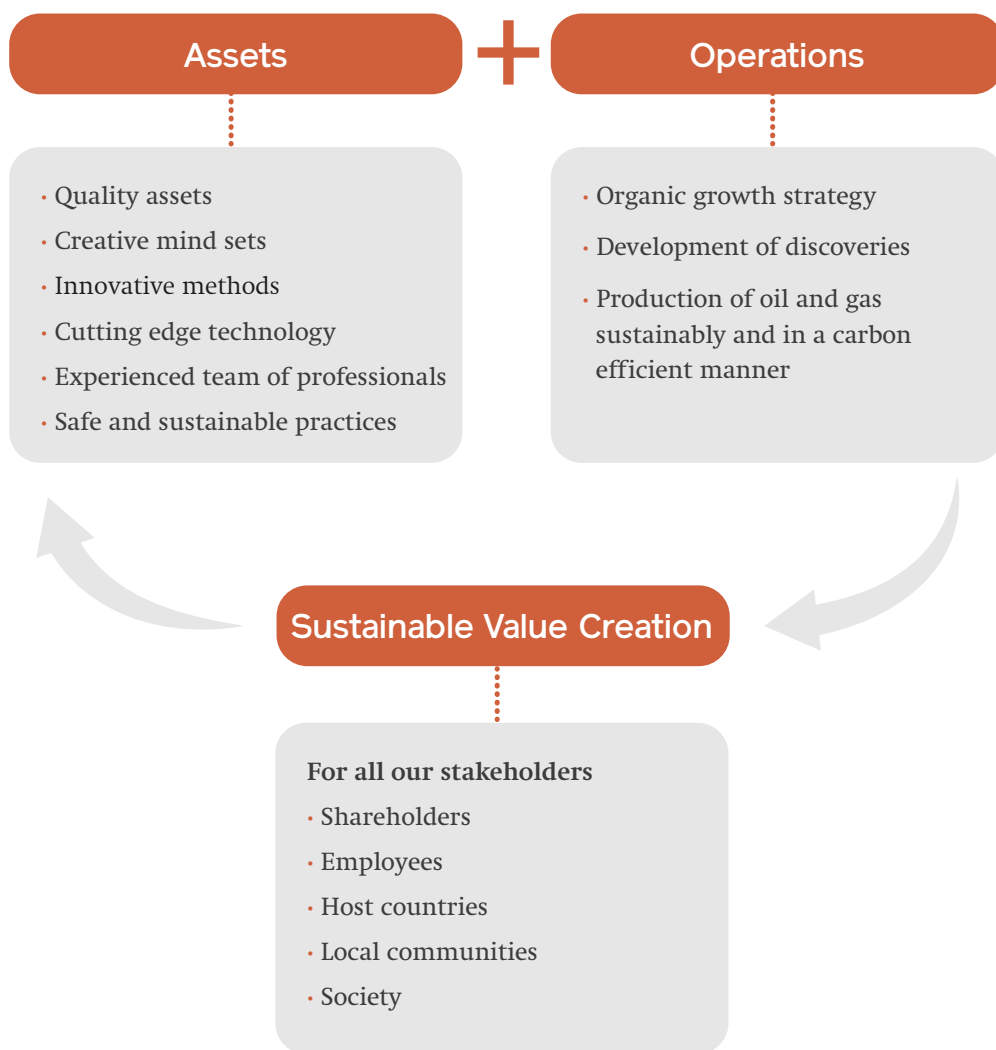 Assets
+
Operations
· Quality assets
· Creative mind sets
· Innovative methods
· Cutting edge technology
· Experienced team of professionals
· Safe and sustainable practices
· Organic growth strategy
· Development of discoveries
· Production of oil and gas
sustainably and in a carbon
efficient manner
Sustainable Value Creation
For all our stakeholders
· Shareholders
· Employees
· Host countries
· Local communities
· Society